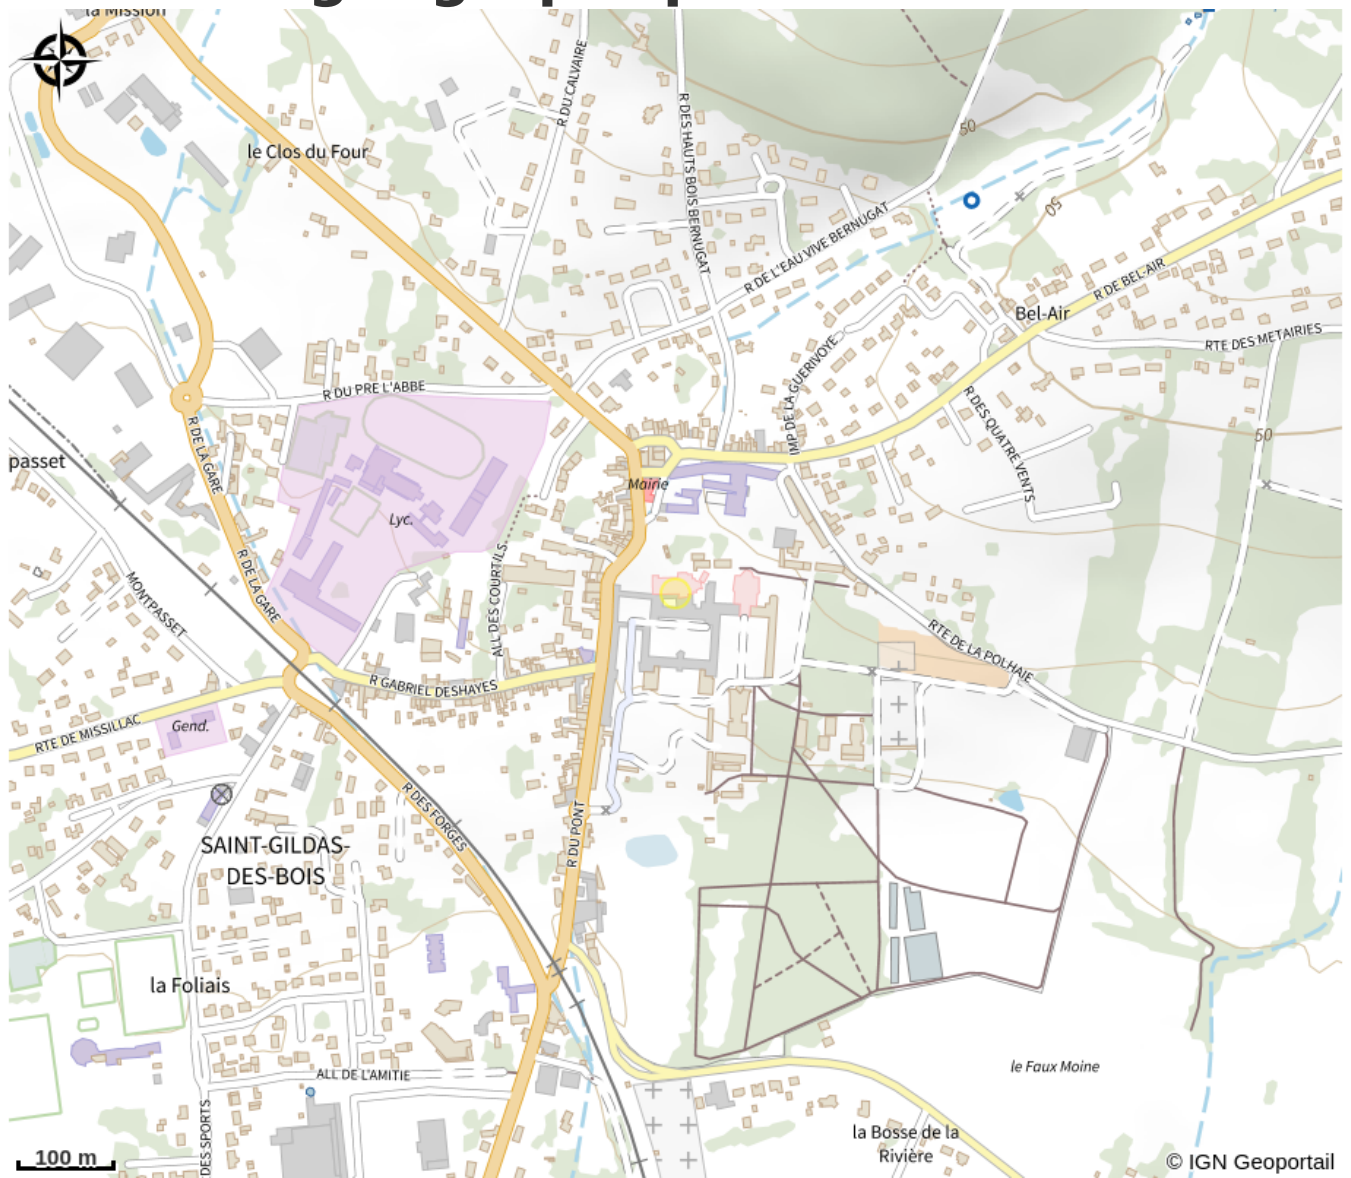 la Mission
R DU CALVAIRE
R DES HAUTS BOIS BERNUGAT
50
le Clos du Four
50
R DE L'EAU VIVE BERNUGAT
R DE BEL-AIR
Bel-Air
RTE DES METAIRIES
IMP DE LA GUERIVOYE
R DU PRE L'ABBE
R DES QUATRE VENTS
50
R DE LA GARE
passet
Mairie
Lyc.
R DE LA GARE
MONTPASSET
ALL DES COURTILS
RTE DE LA POLHAIE
R GABRIEL DESHAYES
RTE DE MISSILLAC
Gend.
R DES FORGES
R DU PONT
SAINT-GILDAS-
DES-BOIS
la Foliais
ALL DE L'AMITIE
le Faux Moine
DES SPORTS
la Bosse de la
Rivière
100 m
© IGN Geoportail